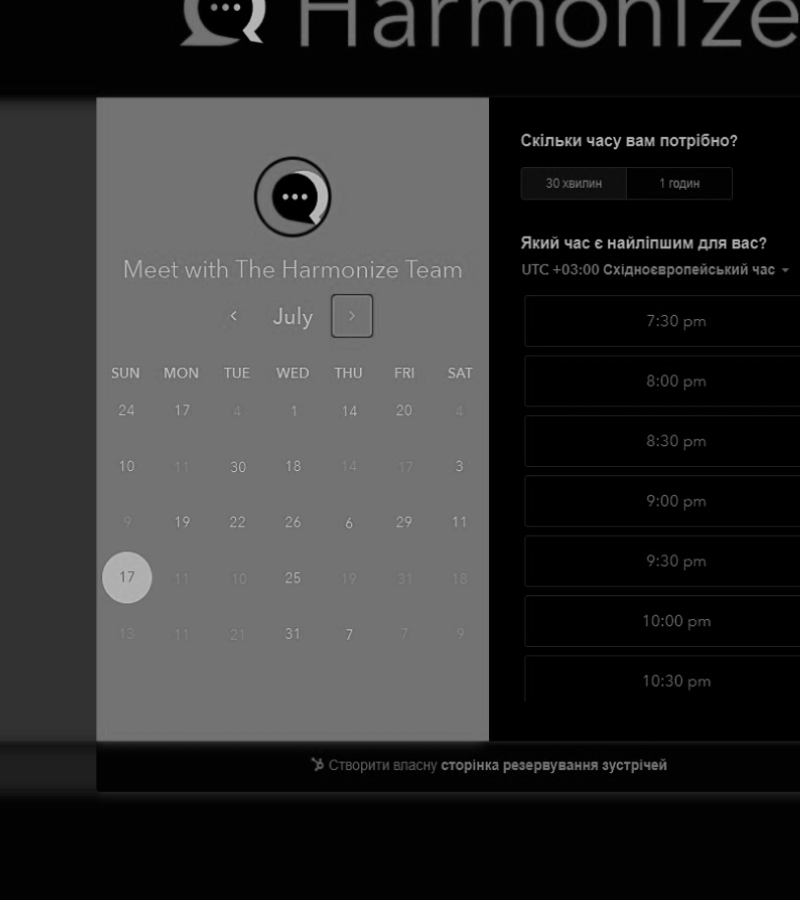 Harmonize
Meet with The Harmonize Team
July
SUN MON TUE WED THU FRI SAT
24 17 4 1 14 20 4
10 11 30 18 14 17 3
9 19 22 26 6 29 11
17 11 10 25 19 31 18
13 11 21 31 7 7 9
Скільки часу вам потрібно?
30 хвилин 1 годин
Який час є найліпшим для вас?
UTC +03:00 Східноєвропейський час
7:30 pm
8:00 pm
8:30 pm
9:00 pm
9:30 pm
10:00 pm
10:30 pm
Створити власну сторінка резервування зустрічей